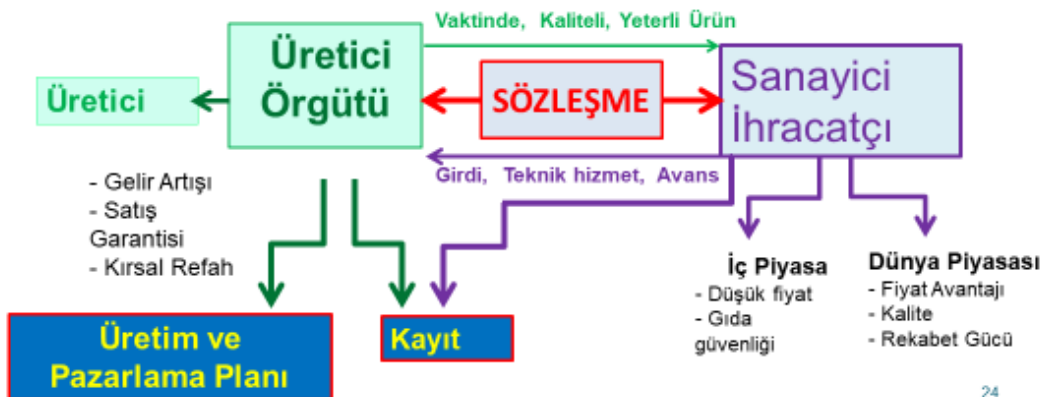 Vaktinde, Kaliteli, Yeterli Ürün
Üretici
Üretici
Örgütü
SÖZLEŞME
Sanayici
İhracatçı
Girdi, Teknik hizmet, Avans
- Gelir Artışı
- Satış
Garantisi
- Kırsal Refah
İç Piyasa
- Düşük fiyat
- Gıda
güvenliği
Dünya Piyasası
- Fiyat Avantajı
- Kalite
- Rekabet Gücü
Üretim ve
Pazarlama Planı
Kayıt
24